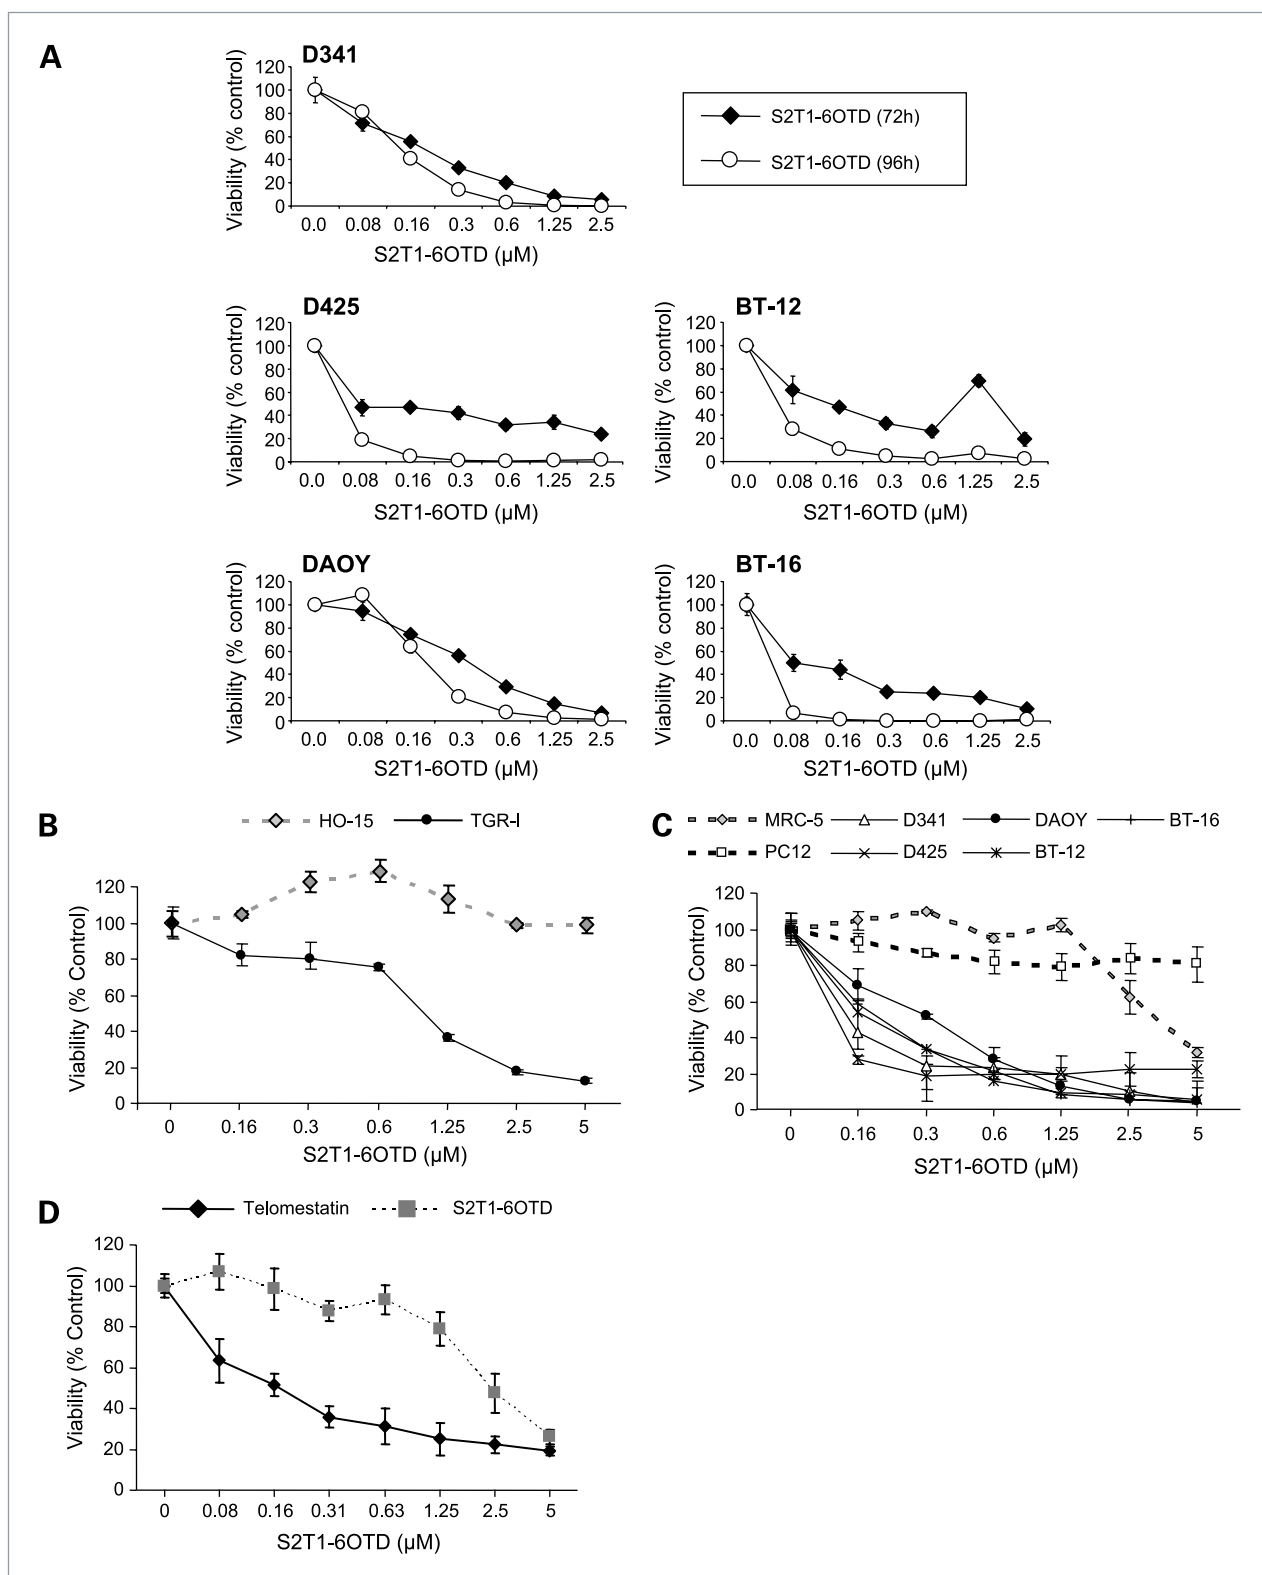 A
D341
Viability (% control)
120
100
80
60
40
20
0
0.0 0.08 0.16 0.3 0.6 1.25 2.5
S2T1-6OTD (µM)
S2T1-6OTD (72h)
S2T1-6OTD (96h)
D425
Viability (% control)
120
100
80
60
40
20
0
0.0 0.08 0.16 0.3 0.6 1.25 2.5
S2T1-6OTD (µM)
BT-12
Viability (% control)
120
100
80
60
40
20
0
0.0 0.08 0.16 0.3 0.6 1.25 2.5
S2T1-6OTD (µM)
DAOY
Viability (% control)
120
100
80
60
40
20
0
0.0 0.08 0.16 0.3 0.6 1.25 2.5
S2T1-6OTD (µM)
BT-16
Viability (% control)
120
100
80
60
40
20
0
0.0 0.08 0.16 0.3 0.6 1.25 2.5
S2T1-6OTD (µM)
B
HO-15 TGR-I
Viability (% Control)
120
100
80
60
40
20
0
0 0.16 0.3 0.6 1.25 2.5 5
S2T1-6OTD (µM)
C
MRC-5 D341 DAOY BT-16
PC12 D425 BT-12
Viability (% Control)
120
100
80
60
40
20
0
0 0.16 0.3 0.6 1.25 2.5 5
S2T1-6OTD (µM)
D
Telomestatin S2T1-6OTD
Viability (% Control)
120
100
80
60
40
20
0
0 0.08 0.16 0.31 0.63 1.25 2.5 5
S2T1-6OTD (µM)